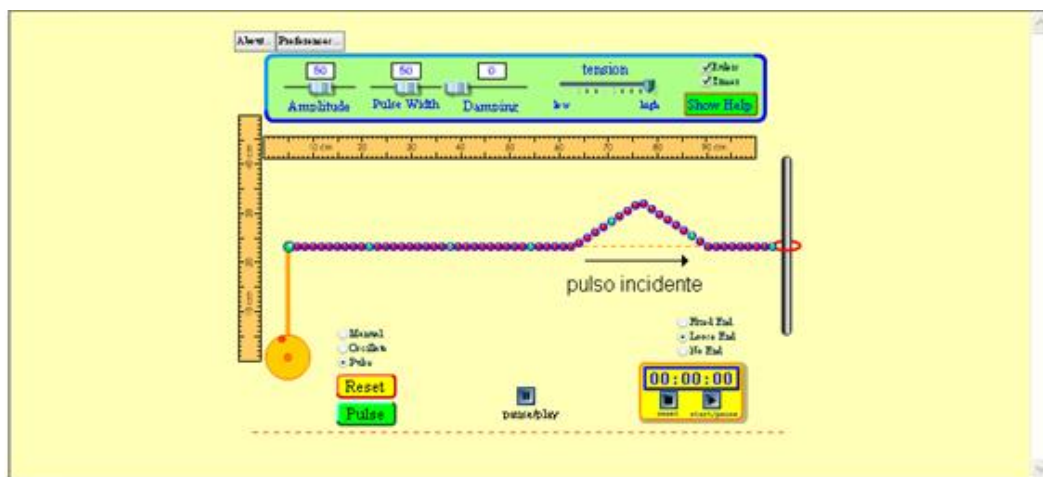 About... Preferences...
50 50 0 tension
Rulers
Timer
Amplitude Pulse Width Damping low high Show Help
10 cm 20 30 40 50 60 70 80 90 cm
pulso incidente
Manual
Oscillate
Pulse
Fixed End
Loose End
No End
Reset
Pulse
pause/play
00:00:00
reset start/pause